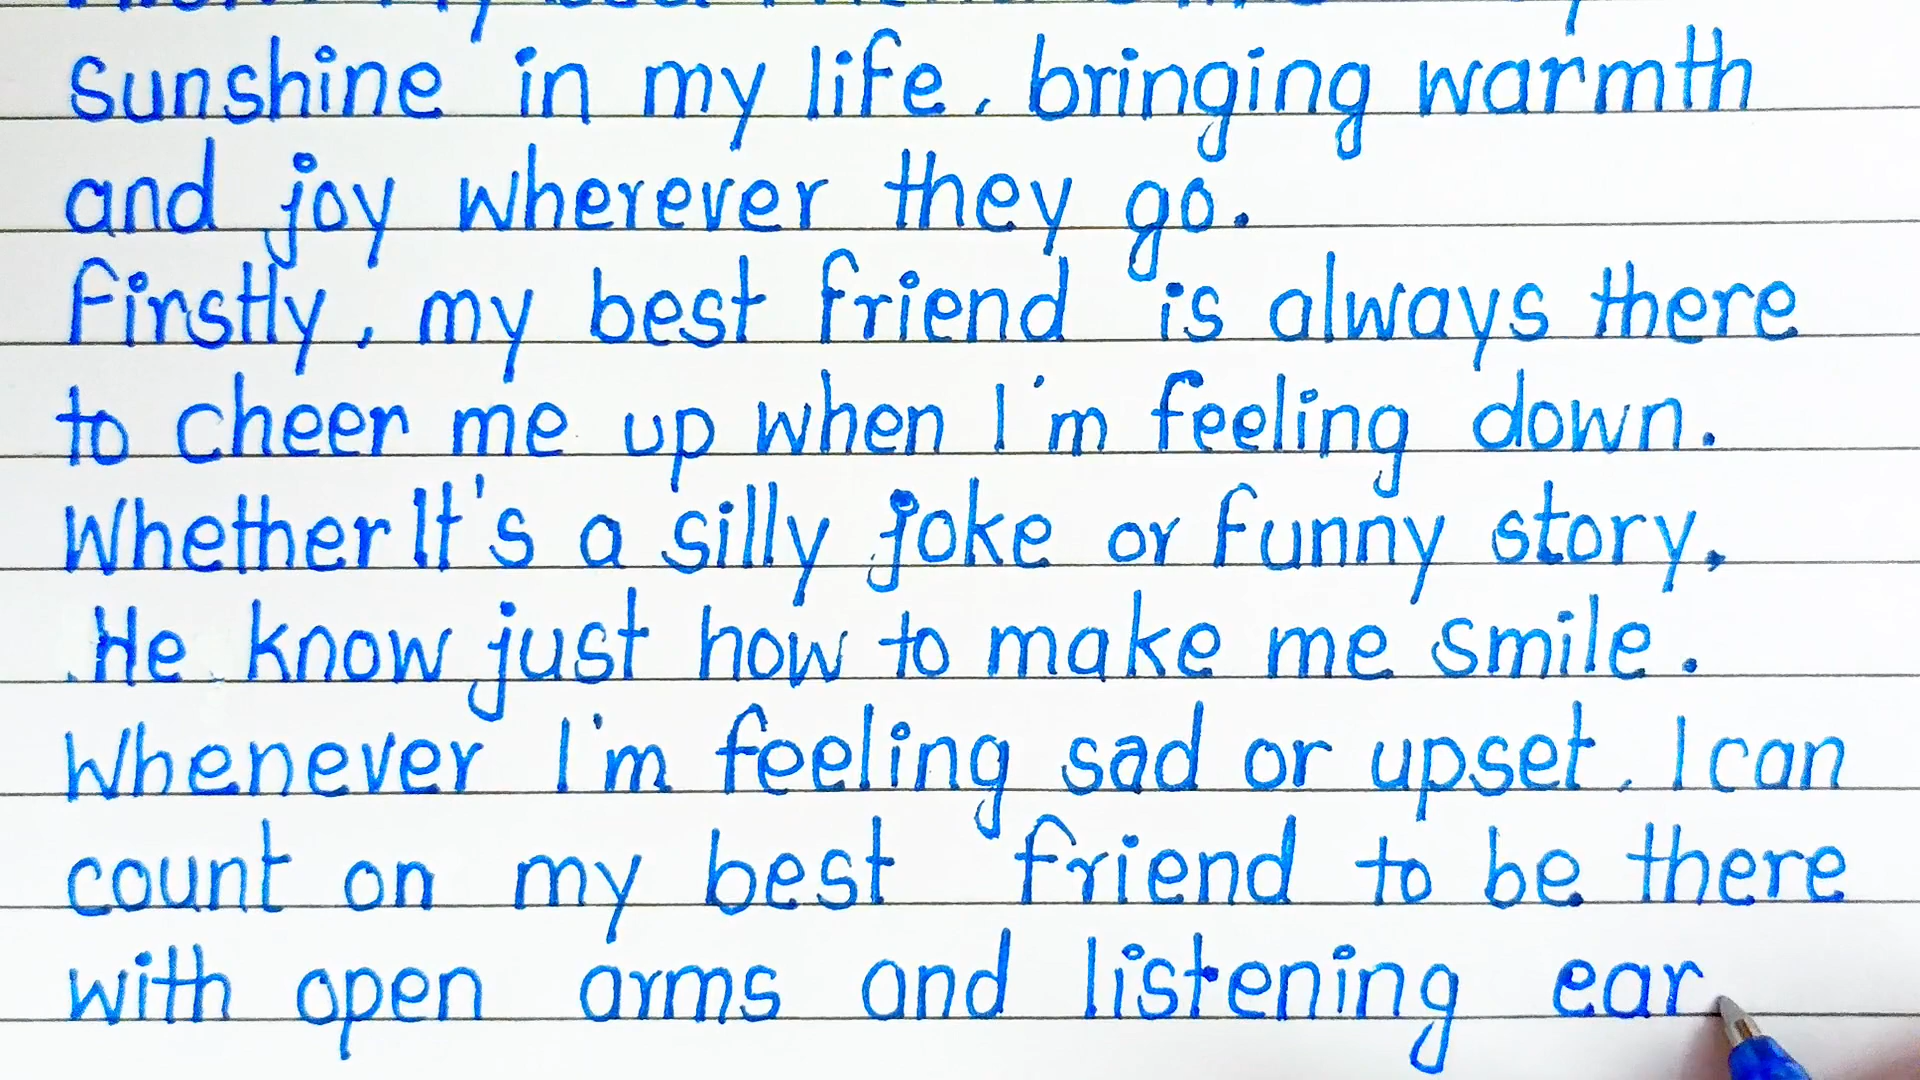 sunshine in my life, bringing warmth
and joy wherever they go.
Firstly, my best friend is always there
to cheer me up when I'm feeling down.
Whether It's a silly joke or funny story,
He know just how to make me smile.
Whenever I'm feeling sad or upset, I can
count on my best friend to be there
with open arms and listening ear